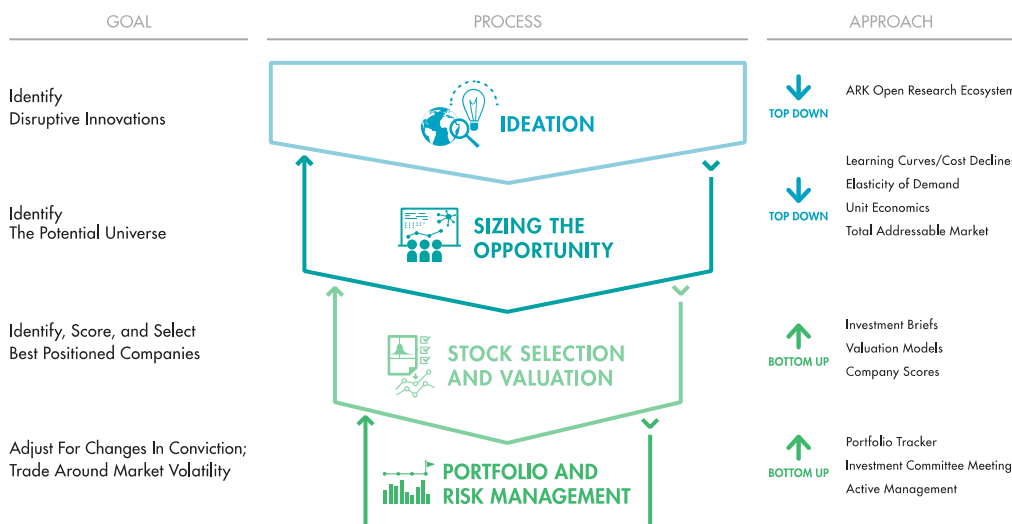 GOAL
PROCESS
APPROACH
Identify
Disruptive Innovations
IDEATION
TOP DOWN
ARK Open Research Ecosystem
Identify
The Potential Universe
SIZING THE
OPPORTUNITY
TOP DOWN
Learning Curves/Cost Declines
Elasticity of Demand
Unit Economics
Total Addressable Market
Identify, Score, and Select
Best Positioned Companies
STOCK SELECTION
AND VALUATION
BOTTOM UP
Investment Briefs
Valuation Models
Company Scores
Adjust For Changes In Conviction;
Trade Around Market Volatility
PORTFOLIO AND
RISK MANAGEMENT
BOTTOM UP
Portfolio Tracker
Investment Committee Meeting
Active Management